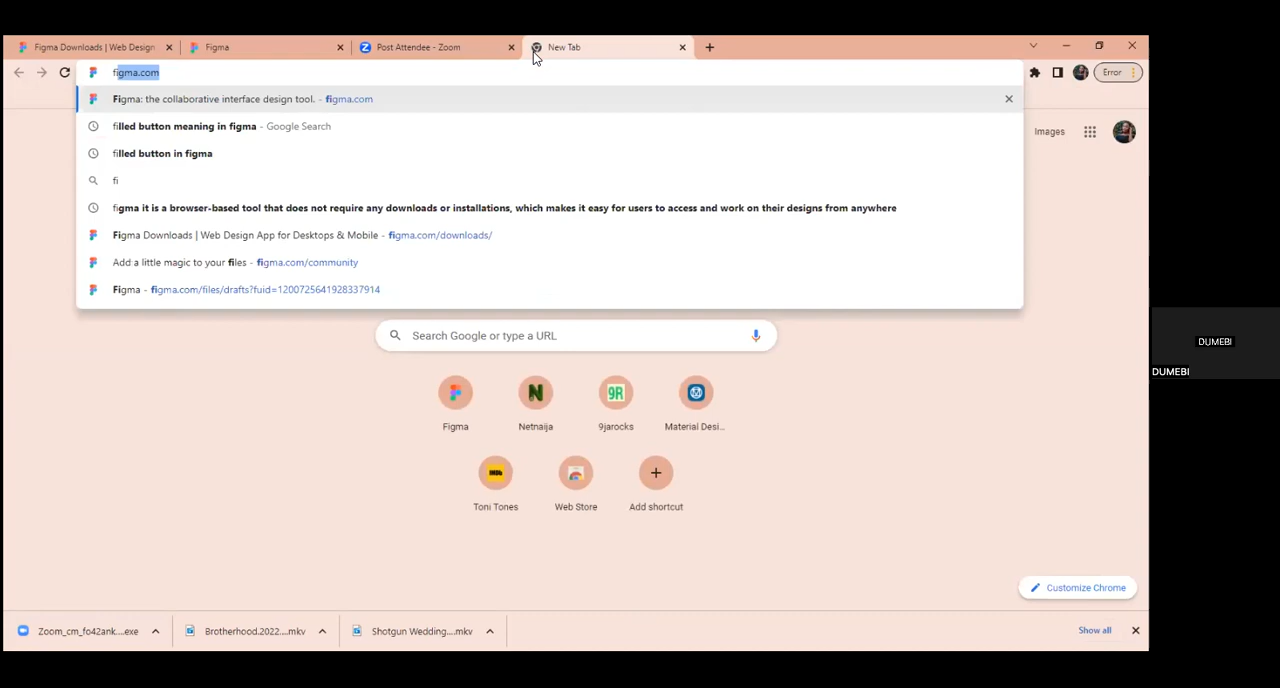 Figma Downloads | Web Design
Figma
Post Attendee - Zoom
New Tab
figma.com
Error
Figma: the collaborative interface design tool. - figma.com
filled button meaning in figma - Google Search
filled button in figma
fi
figma it is a browser-based tool that does not require any downloads or installations, which makes it easy for users to access and work on their designs from anywhere
Figma Downloads | Web Design App for Desktops & Mobile - figma.com/downloads/
Add a little magic to your files - figma.com/community
Figma - figma.com/files/drafts?fuid=1200725641928337914
Images
Search Google or type a URL
9R
Figma
Netnaija
9jarocks
Material Desi...
IMDb
Toni Tones
Web Store
Add shortcut
Customize Chrome
Zoom_cm_fo42ank....exe
Brotherhood.2022....mkv
Shotgun Wedding....mkv
Show all
DUMEBI
DUMEBI